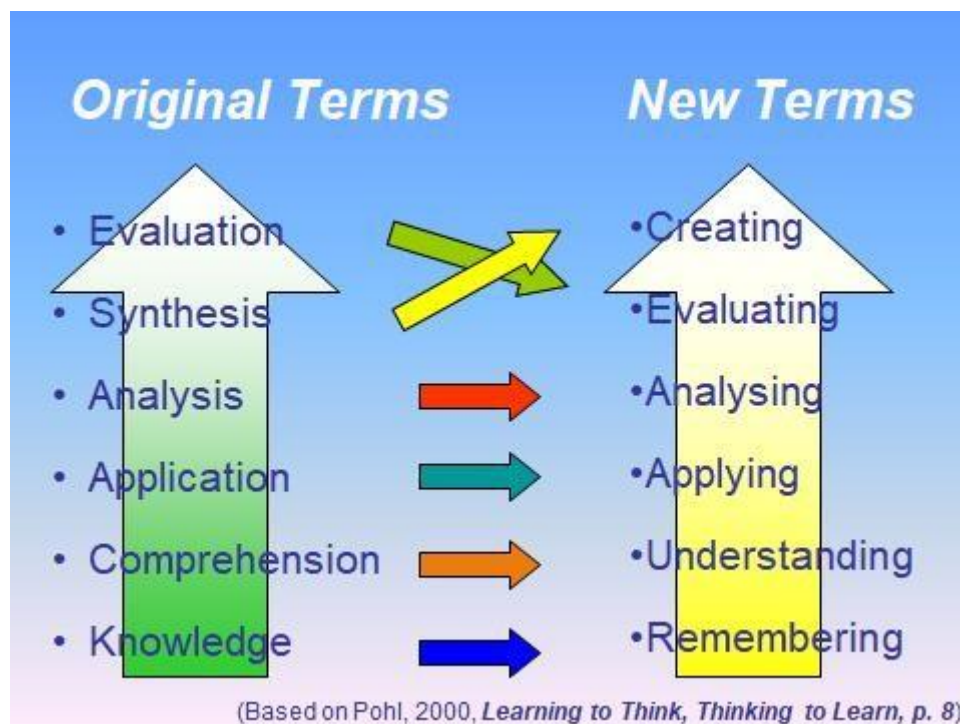 Original Terms New Terms
• Evaluation •Creating
• Synthesis •Evaluating
• Analysis •Analysing
• Application •Applying
• Comprehension •Understanding
• Knowledge •Remembering
(Based on Pohl, 2000, Learning to Think, Thinking to Learn, p. 8)